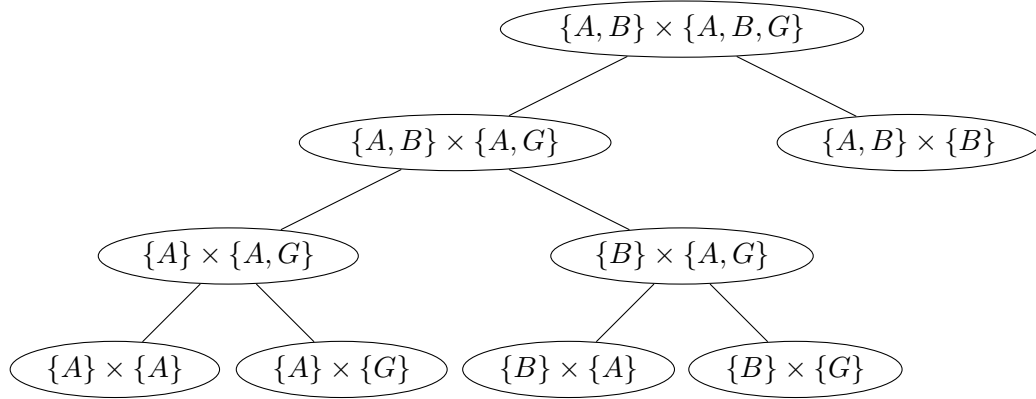 {A, B} × {A, B, G}
{A, B} × {A, G}
{A, B} × {B}
{A} × {A, G}
{B} × {A, G}
{A} × {A}
{A} × {G}
{B} × {A}
{B} × {G}